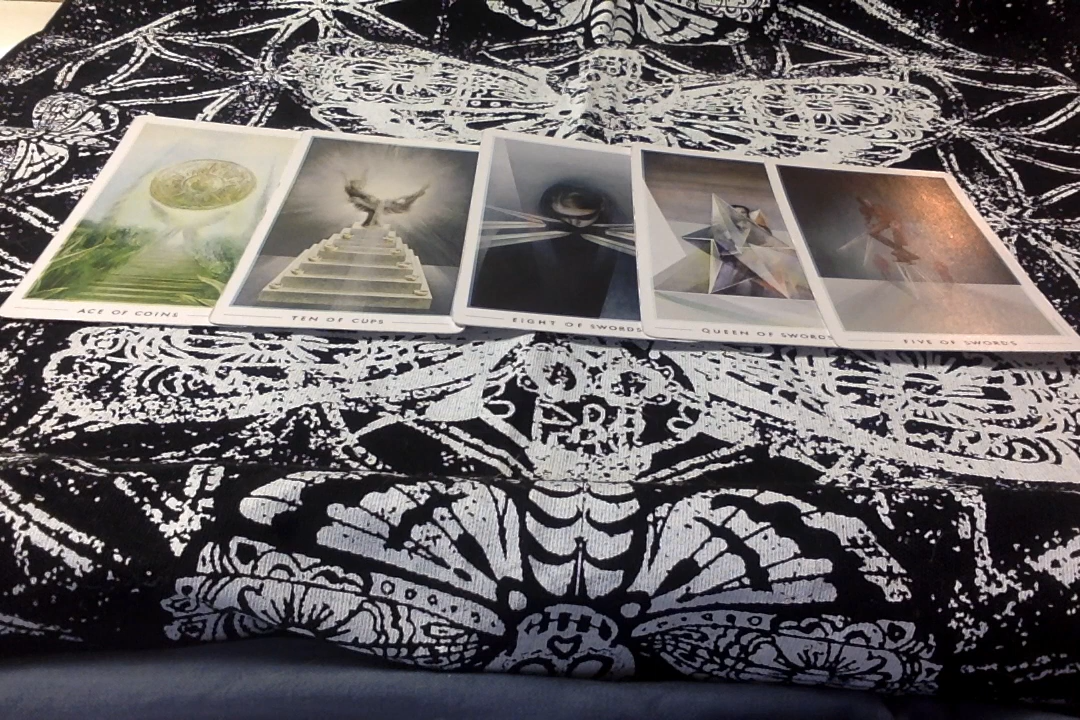 ACE OF COINS
TEN OF CUPS
EIGHT OF SWORDS
QUEEN OF SWORDS
FIVE OF SWORDS